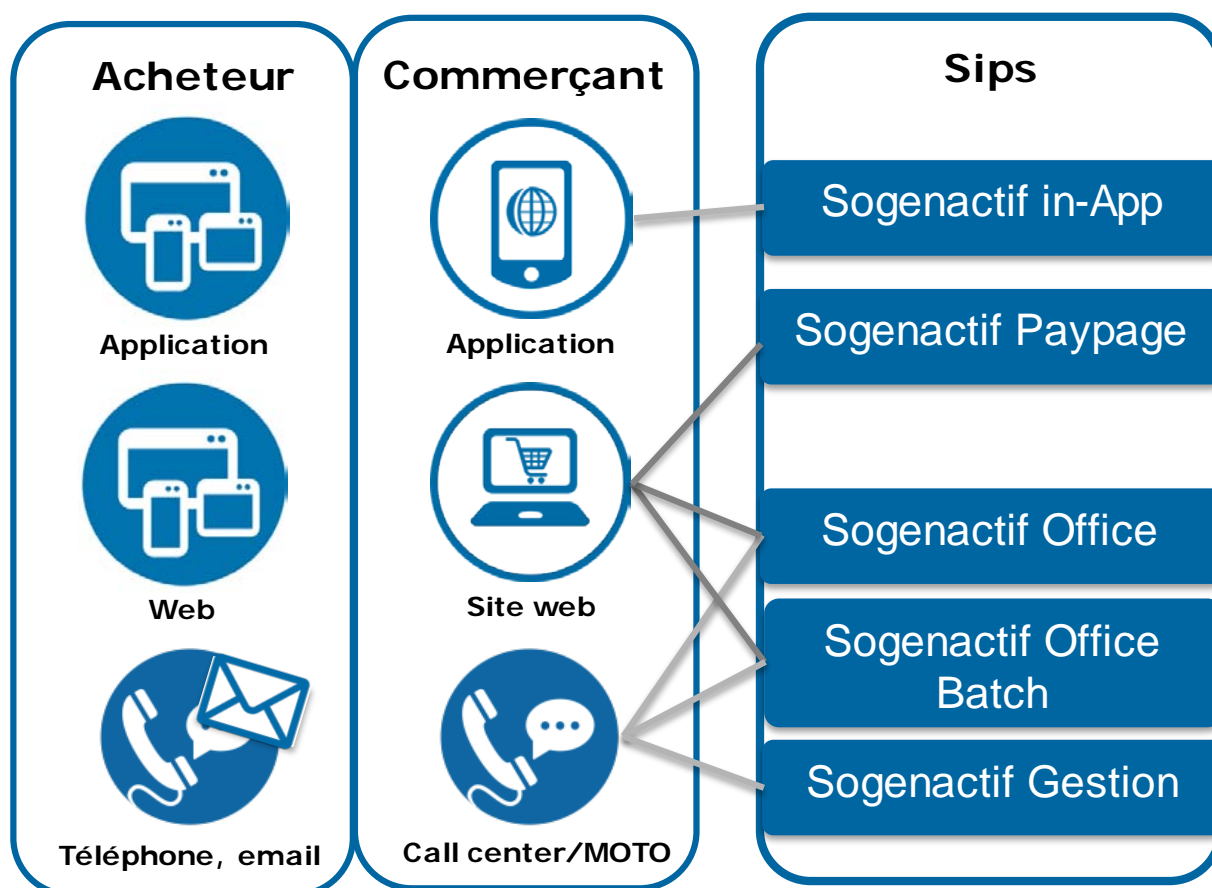 Acheteur
Application
Web
Téléphone, email
Commerçant
Application
Site web
Call center/MOTO
Sips
Sogenactif in-App
Sogenactif Paypage
Sogenactif Office
Sogenactif Office
Batch
Sogenactif Gestion